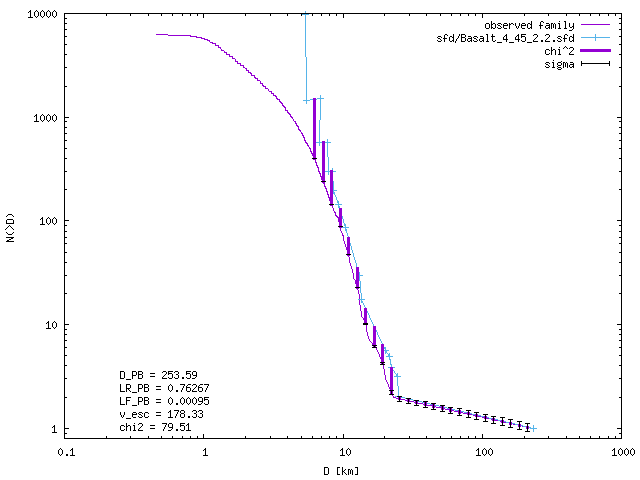 10000
1000
100
10
1
N(>D)
observed family
sfd/Basalt_4_45_2.2.sfd
chi^2
sigma
D_PB = 253.59
LR_PB = 0.76267
LF_PB = 0.00095
v_esc = 178.33
chi2 = 79.51
0.1 1 10 100 1000
D [km]